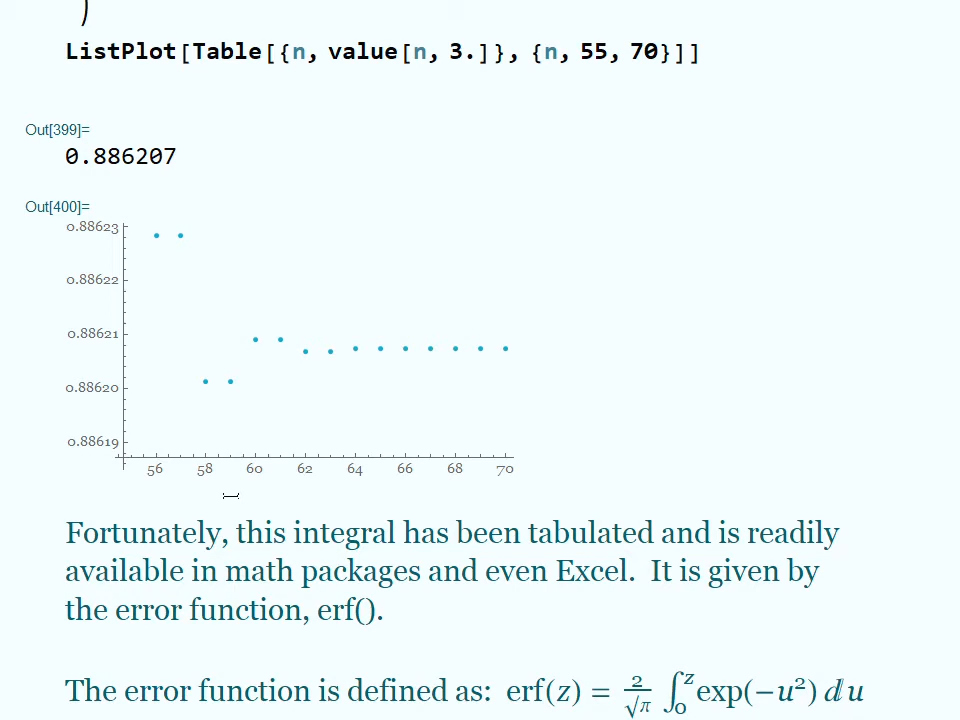 )
ListPlot[Table[{n, value[n, 3.]}, {n, 55, 70}]]
Out[399]=
0.886207
Out[400]=
0.88623
0.88622
0.88621
0.88620
0.88619
56 58 60 62 64 66 68 70
Fortunately, this integral has been tabulated and is readily
available in math packages and even Excel. It is given by
the error function, erf().
The error function is defined as: erf(z) = 2/√π ∫₀ᶻ exp(−u²) ⅆu